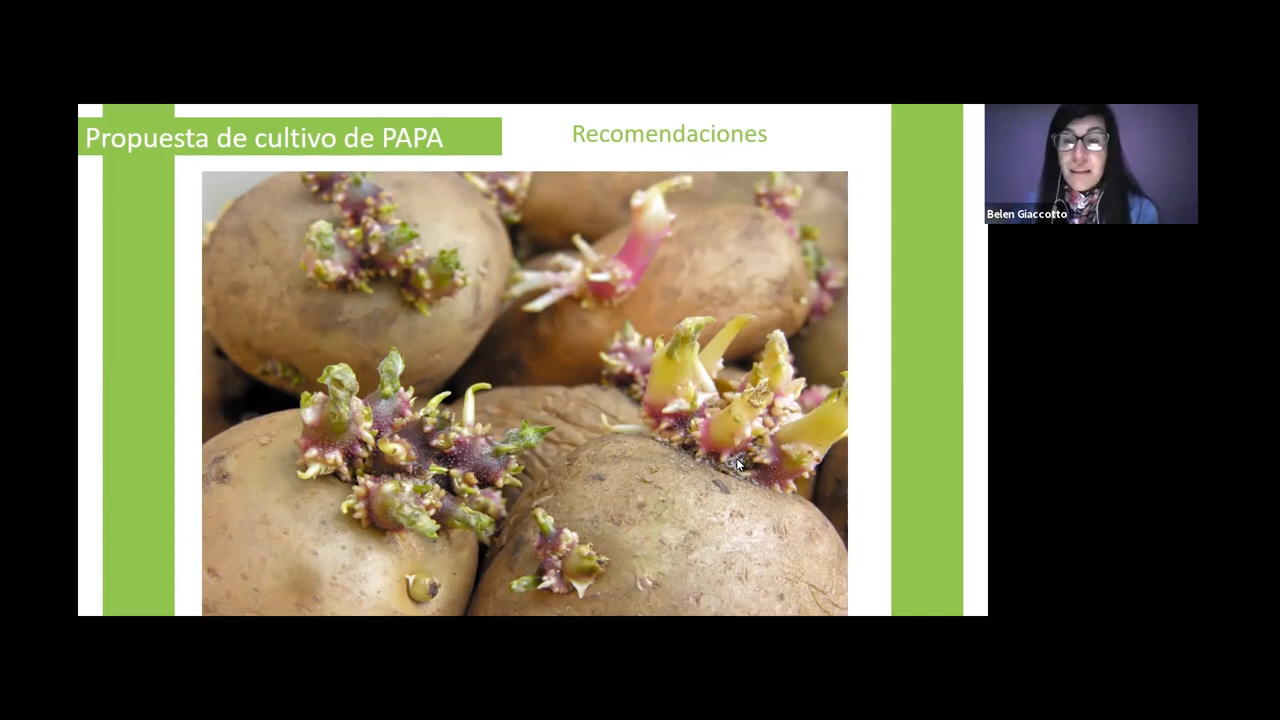 Propuesta de cultivo de PAPA
Recomendaciones
Belen Giaccotto